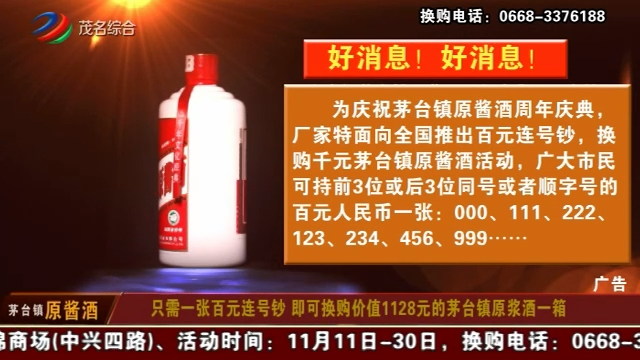 茂名综合
换购电话：0668-3376188
好消息！好消息！
为庆祝茅台镇原酱酒周年庆典，
厂家特面向全国推出百元连号钞，换
购千元茅台镇原酱酒活动，广大市民
可持前3位或后3位同号或者顺字号的
百元人民币一张：000、111、222、
123、234、456、999……
广告
茅台镇原酱酒
只需一张百元连号钞 即可换购价值1128元的茅台镇原浆酒一箱
商场(中兴四路)、活动时间：11月11日-30日，换购电话：0668-3